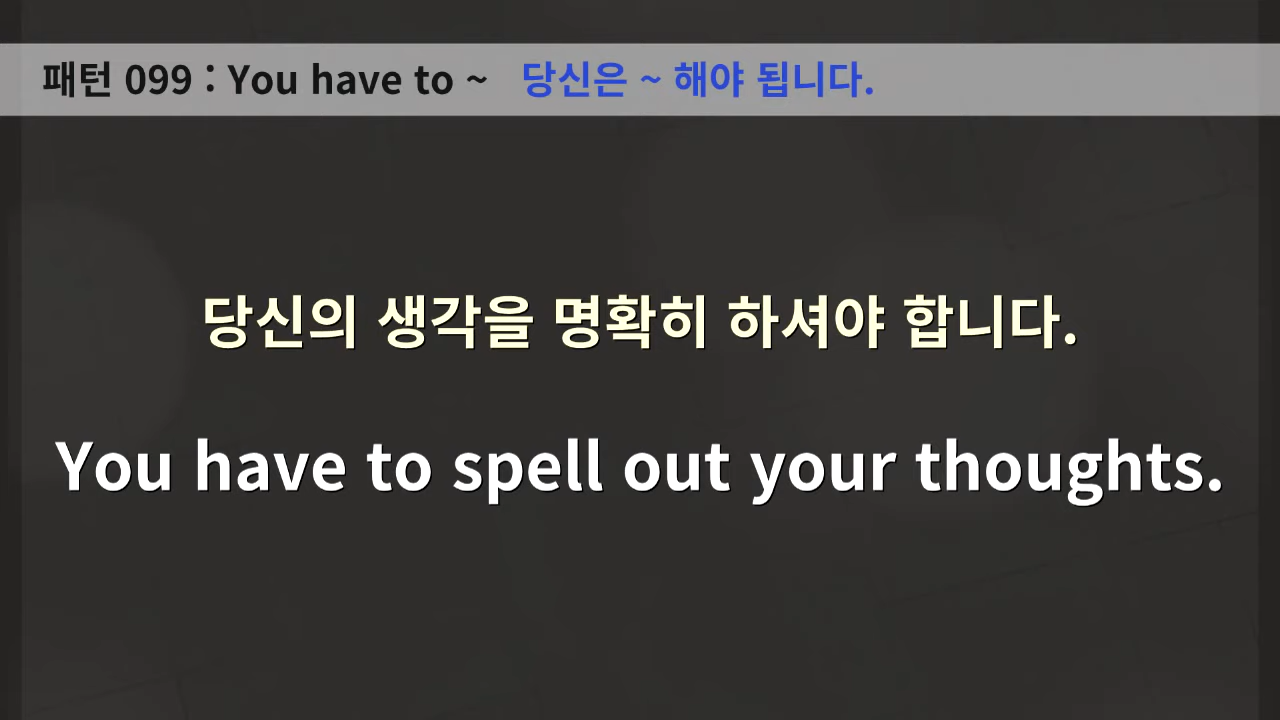 패턴 099 : You have to ~ 당신은 ~ 해야 됩니다.
당신의 생각을 명확히 하셔야 합니다.
You have to spell out your thoughts.